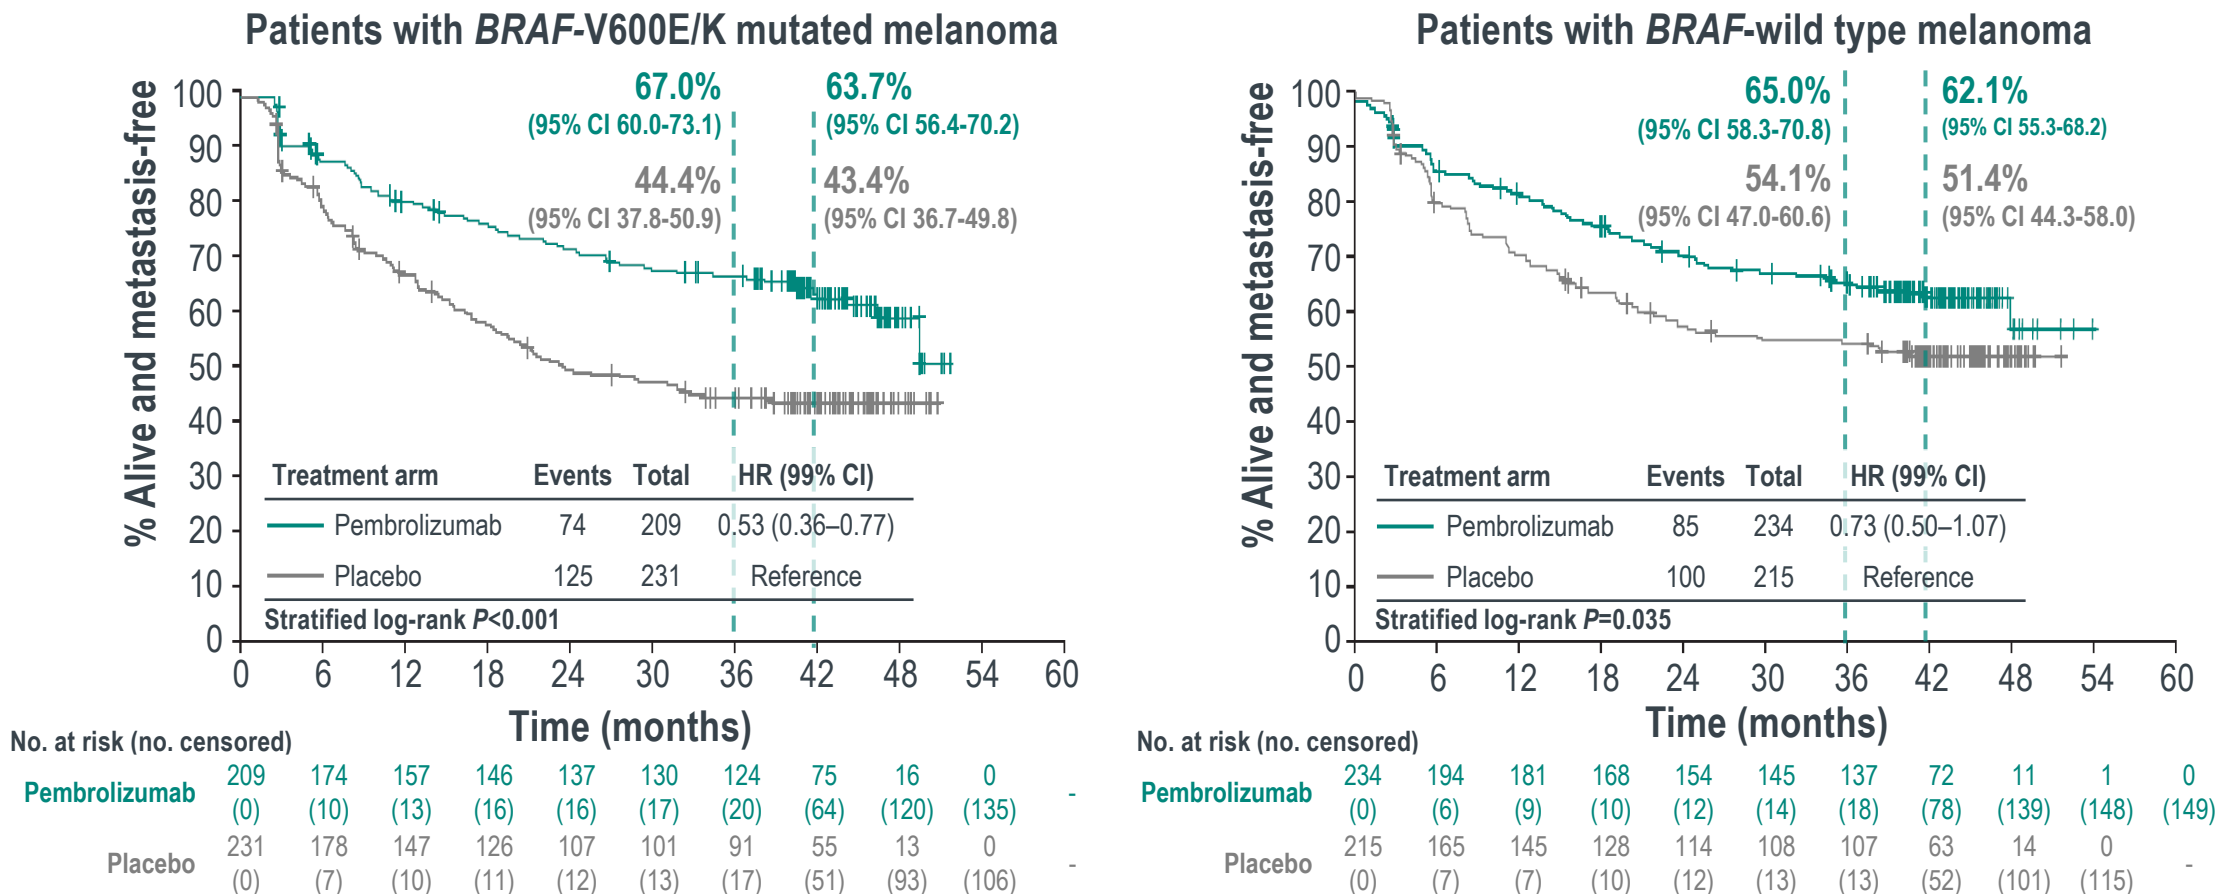 Patients with BRAF-V600E/K mutated melanoma
% Alive and metastasis-free
100
90
80
70
60
50
40
30
20
10
0
67.0%
(95% CI 60.0-73.1)
63.7%
(95% CI 56.4-70.2)
44.4%
(95% CI 37.8-50.9)
43.4%
(95% CI 36.7-49.8)
Treatment arm Events Total HR (99% CI)
Pembrolizumab 74 209 0.53 (0.36–0.77)
Placebo 125 231 Reference
Stratified log-rank P<0.001
0 6 12 18 24 30 36 42 48 54 60
Time (months)
No. at risk (no. censored)
Pembrolizumab
209 174 157 146 137 130 124 75 16 0 -
(0) (10) (13) (16) (16) (17) (20) (64) (120) (135)
Placebo
231 178 147 126 107 101 91 55 13 0 -
(0) (7) (10) (11) (12) (13) (17) (51) (93) (106)
Patients with BRAF-wild type melanoma
% Alive and metastasis-free
100
90
80
70
60
50
40
30
20
10
0
65.0%
(95% CI 58.3-70.8)
62.1%
(95% CI 55.3-68.2)
54.1%
(95% CI 47.0-60.6)
51.4%
(95% CI 44.3-58.0)
Treatment arm Events Total HR (99% CI)
Pembrolizumab 85 234 0.73 (0.50–1.07)
Placebo 100 215 Reference
Stratified log-rank P=0.035
0 6 12 18 24 30 36 42 48 54 60
Time (months)
No. at risk (no. censored)
Pembrolizumab
234 194 181 168 154 145 137 72 11 1 0
(0) (6) (9) (10) (12) (14) (18) (78) (139) (148) (149)
Placebo
215 165 145 128 114 108 107 63 14 0 -
(0) (7) (7) (10) (12) (13) (13) (52) (101) (115)